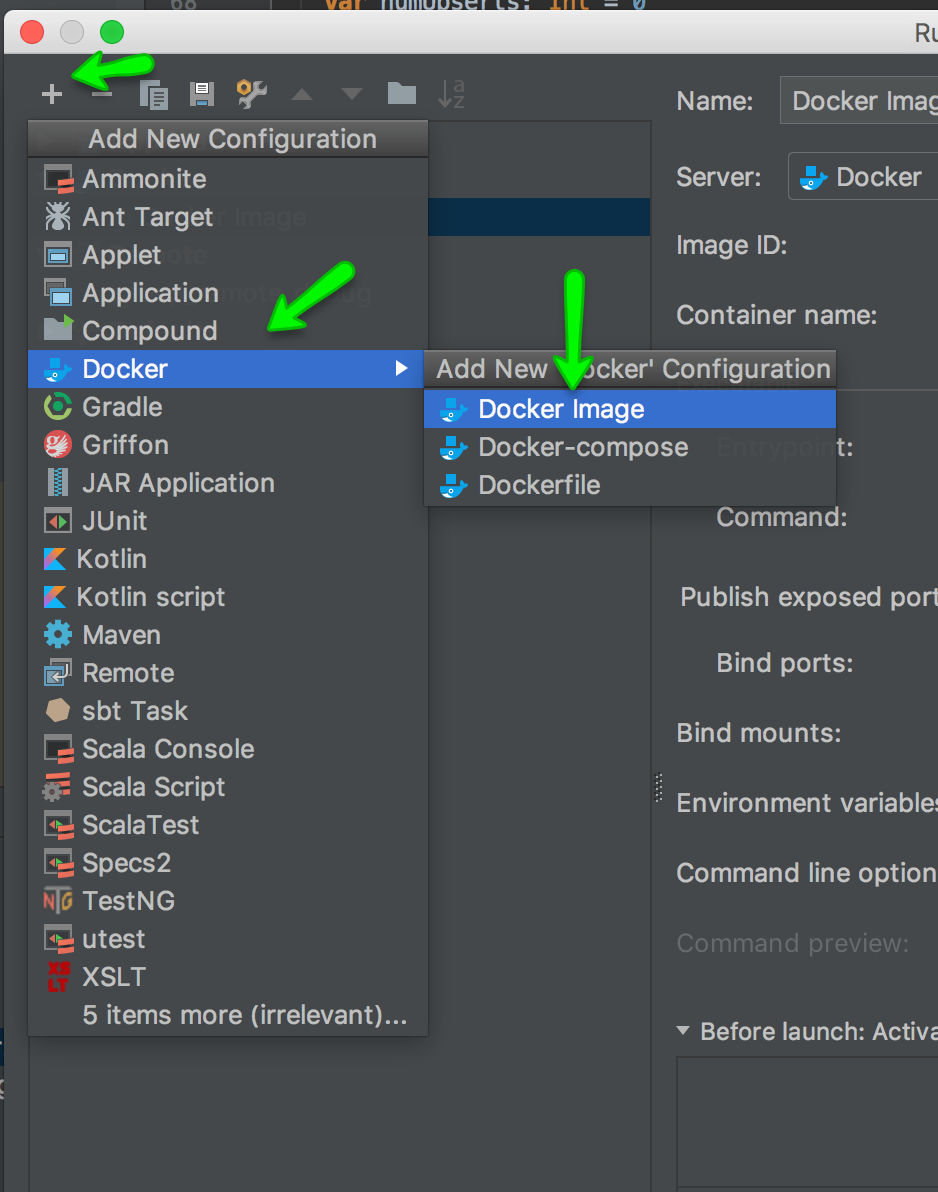 68 var numUpserts: Int = 0
Ru
Name: Docker Imag
Add New Configuration
Server: Docker
Ammonite
Ant Target
Applet
Application
Compound
Docker
Gradle
Griffon
JAR Application
JUnit
Kotlin
Kotlin script
Maven
Remote
sbt Task
Scala Console
Scala Script
ScalaTest
Specs2
TestNG
utest
XSLT
5 items more (irrelevant)...
Add New 'Docker' Configuration
Docker Image
Docker-compose
Dockerfile
Image ID:
Container name:
Entrypoint:
Command:
Publish exposed port
Bind ports:
Bind mounts:
Environment variables
Command line option
Command preview:
Before launch: Activa